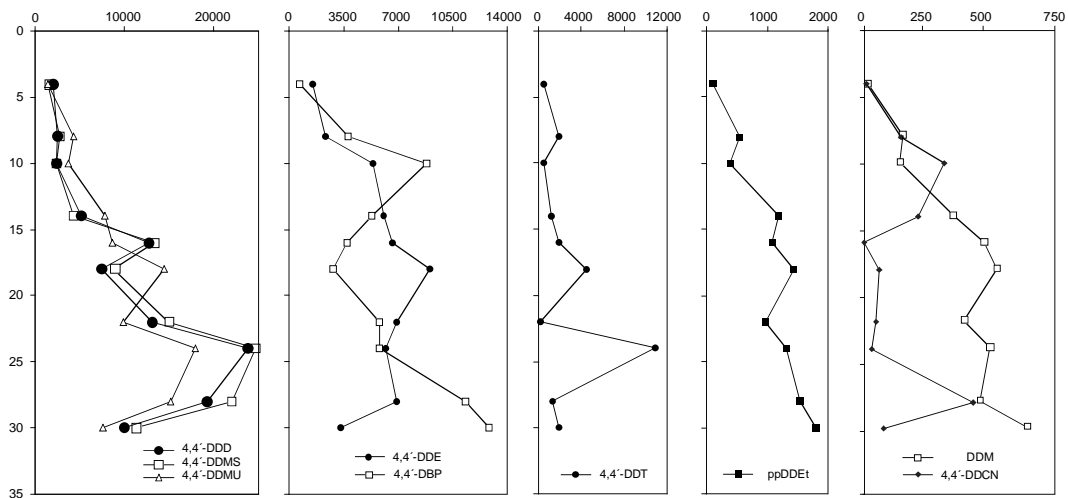 10000 20000
0 3500 7000 10500 14000
0 4000 8000 12000
0 1000 2000
0 250 500 750
0
5
10
15
20
25
30
35
4,4´-DDD
4,4´-DDMS
4,4´-DDMU
4,4´-DDE
4,4´-DBP
4,4´-DDT
ppDDEt
DDM
4,4´-DDCN